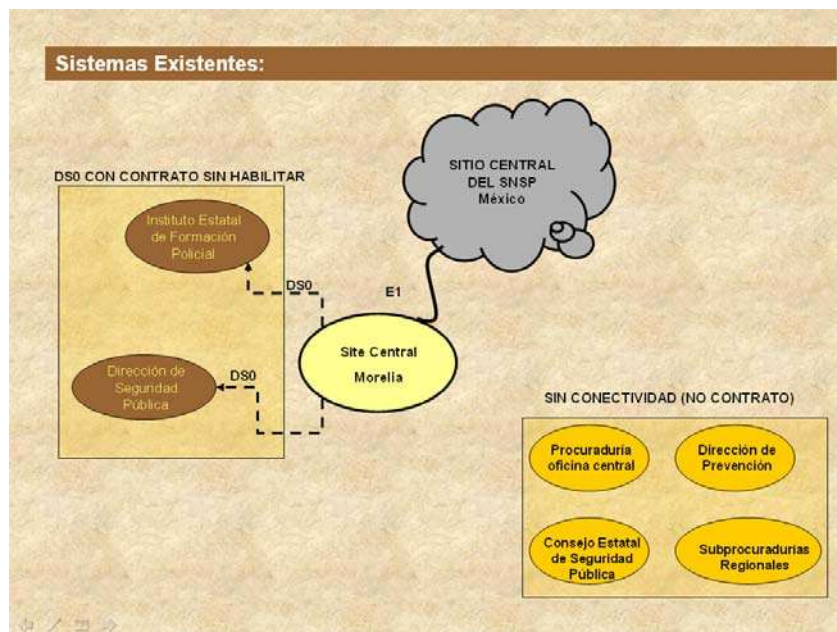 Sistemas Existentes:
SITIO CENTRAL
DEL SNSP
México
DS0 CON CONTRATO SIN HABILITAR
Instituto Estatal
de Formación
Policial
DS0
E1
Site Central
Morelia
Dirección de
Seguridad
Pública
DS0
SIN CONECTIVIDAD (NO CONTRATO)
Procuraduría
oficina central
Dirección de
Prevención
Consejo Estatal
de Seguridad
Pública
Subprocuradurías
Regionales